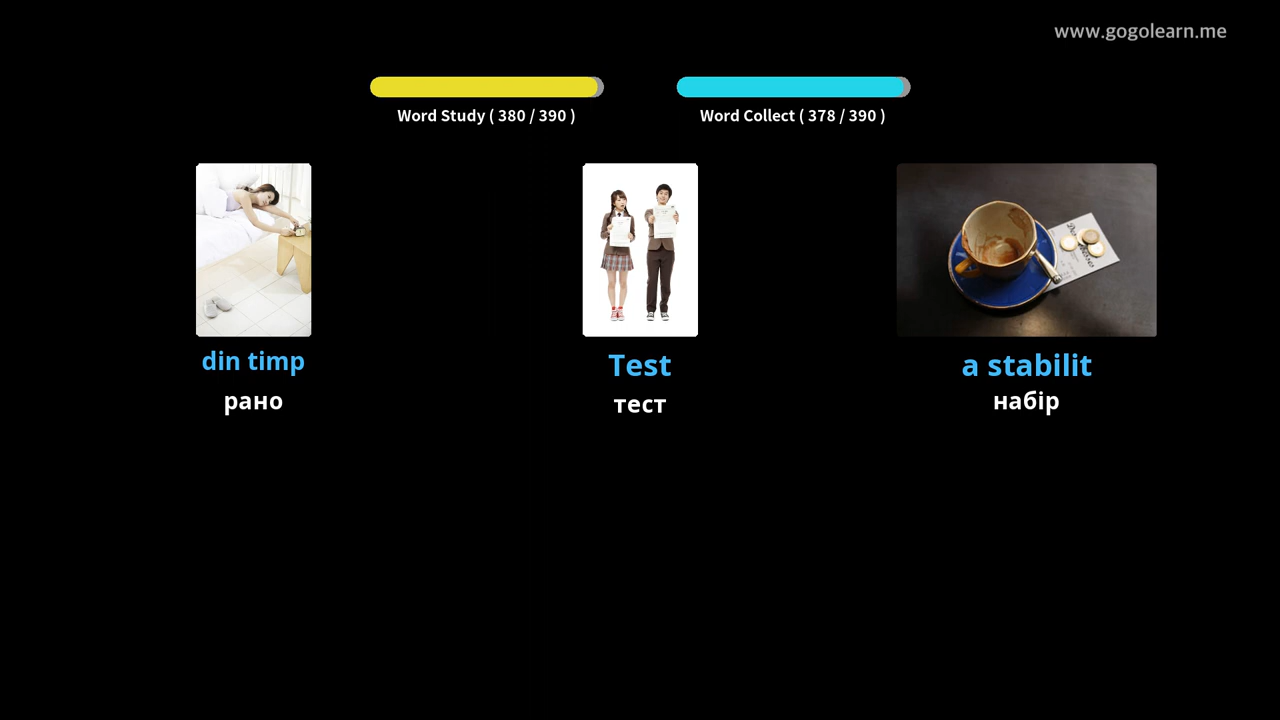 www.gogolearn.me
Word Study ( 380 / 390 )
Word Collect ( 378 / 390 )
din timp
Test
a stabilit
рано
тест
набір